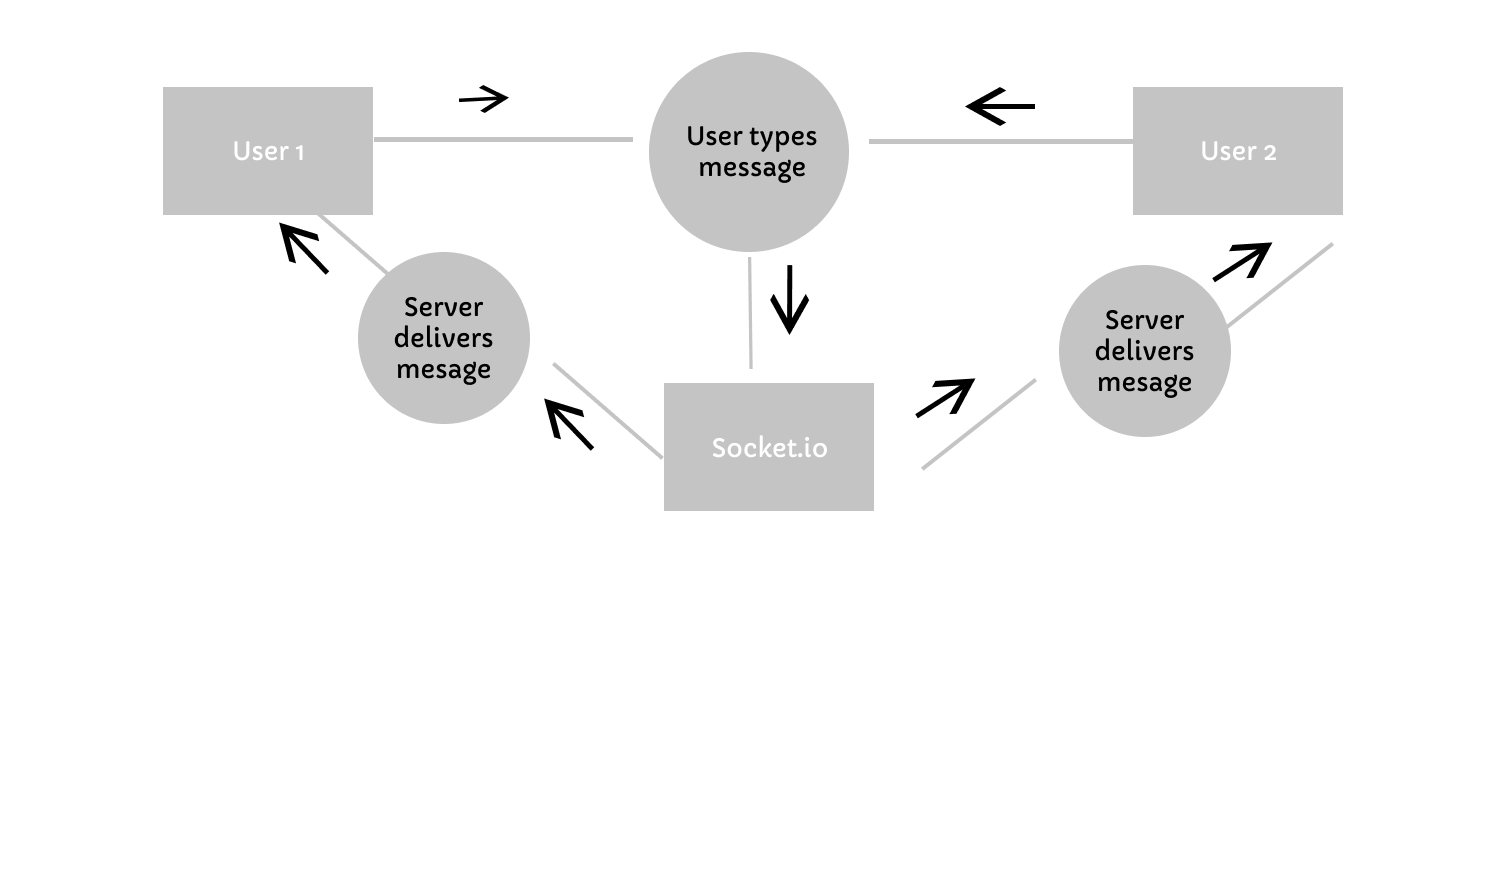 User 1
User types
message
User 2
Server
delivers
mesage
Server
delivers
mesage
Socket.io